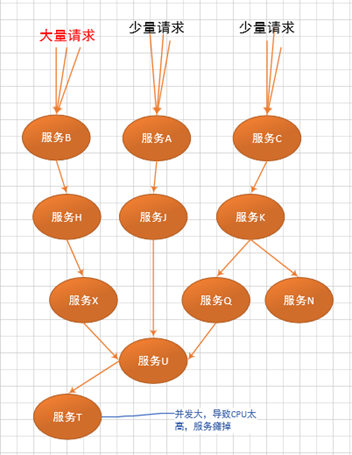 大量请求
少量请求
少量请求
服务B
服务A
服务C
服务H
服务J
服务K
服务X
服务Q
服务N
服务U
服务T
并发大，导致CPU太
高，服务瘫掉